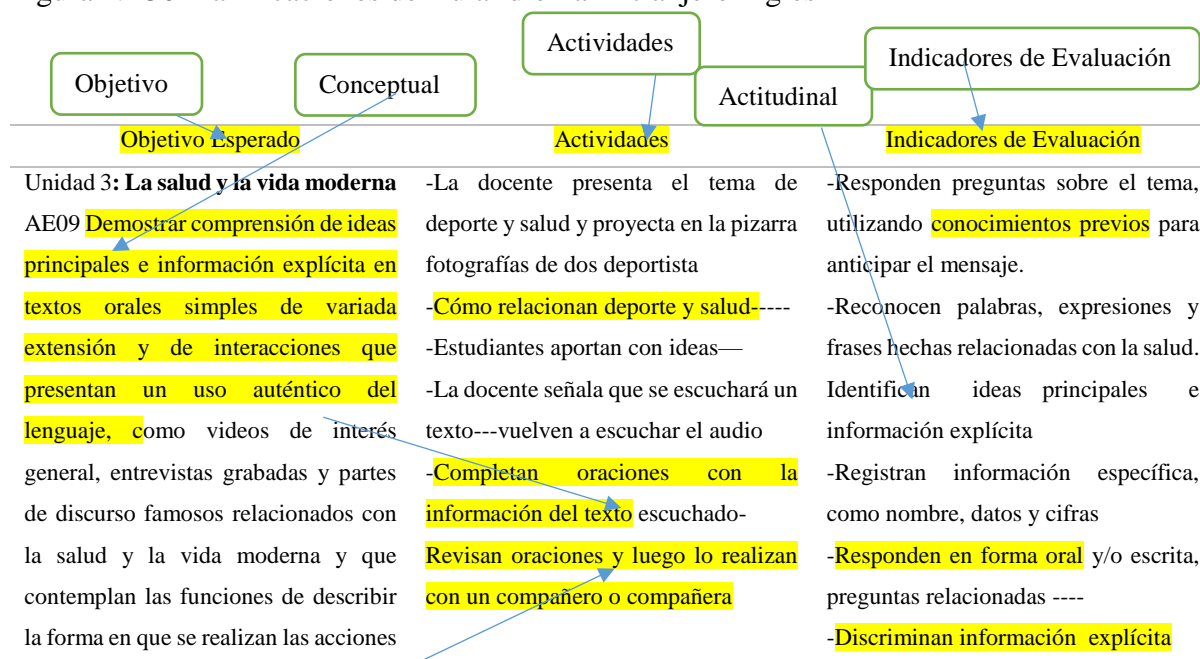 Actividades
Indicadores de Evaluación
Objetivo
Conceptual
Actitudinal
Objetivo Esperado
Unidad 3: La salud y la vida moderna
AE09 Demostrar comprensión de ideas
principales e información explícita en
textos orales simples de variada
extensión y de interacciones que
presentan un uso auténtico del
lenguaje, como videos de interés
general, entrevistas grabadas y partes
de discurso famosos relacionados con
la salud y la vida moderna y que
contemplan las funciones de describir
la forma en que se realizan las acciones
Actividades
-La docente presenta el tema de
deporte y salud y proyecta en la pizarra
fotografías de dos deportista
-Cómo relacionan deporte y salud-----
-Estudiantes aportan con ideas—
-La docente señala que se escuchará un
texto---vuelven a escuchar el audio
-Completan oraciones con la
información del texto escuchado-
Revisan oraciones y luego lo realizan
con un compañero o compañera
Indicadores de Evaluación
-Responden preguntas sobre el tema,
utilizando conocimientos previos para
anticipar el mensaje.
-Reconocen palabras, expresiones y
frases hechas relacionadas con la salud.
Identifican ideas principales e
información explícita
-Registran información específica,
como nombre, datos y cifras
-Responden en forma oral y/o escrita,
preguntas relacionadas ----
-Discriminan información explícita